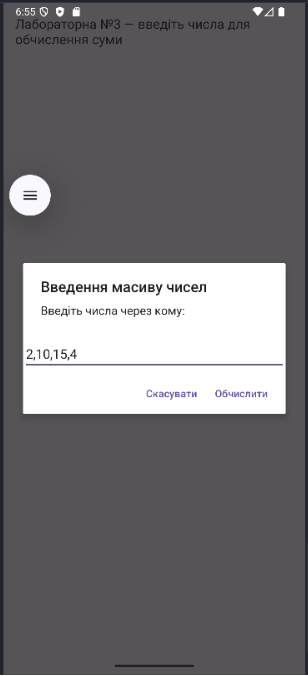 6:55
Лабораторна №3 — введіть числа для
обчислення суми
Введення масиву чисел
Введіть числа через кому:
2,10,15,4
Скасувати Обчислити